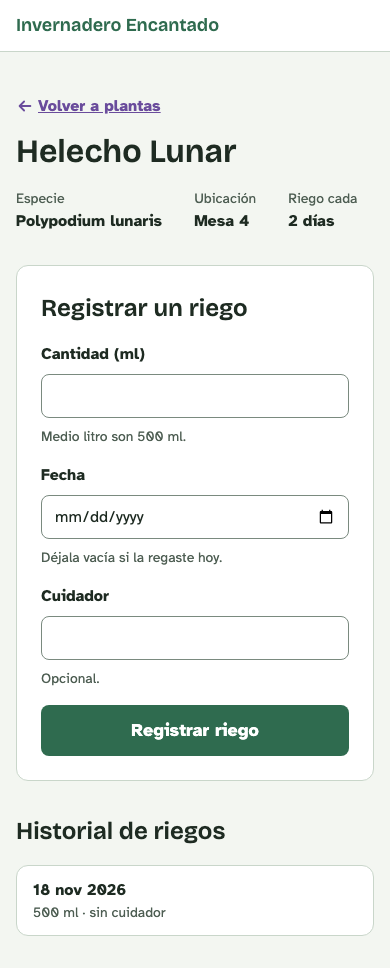 Invernadero Encantado
← Volver a plantas
Helecho Lunar
Especie
Polypodium lunaris
Ubicación
Mesa 4
Riego cada
2 días
Registrar un riego
Cantidad (ml)
Medio litro son 500 ml.
Fecha
mm/dd/yyyy
Déjala vacía si la regaste hoy.
Cuidador
Opcional.
Registrar riego
Historial de riegos
18 nov 2026
500 ml · sin cuidador